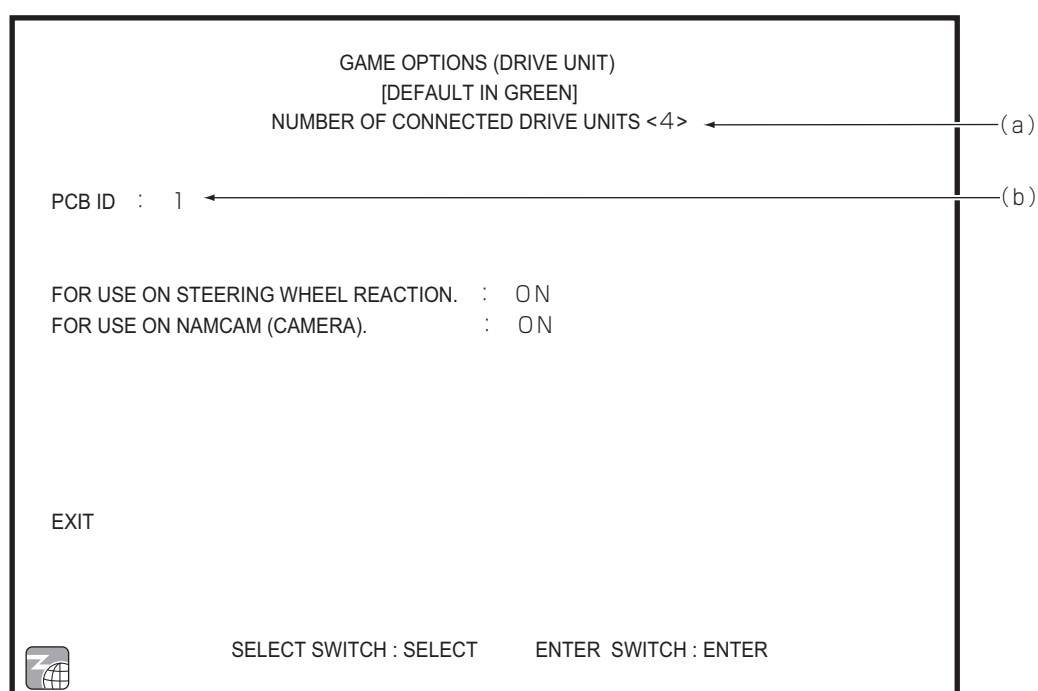 GAME OPTIONS (DRIVE UNIT)
[DEFAULT IN GREEN]
NUMBER OF CONNECTED DRIVE UNITS <4>
(a)
PCB ID : 1
(b)
FOR USE ON STEERING WHEEL REACTION. : ON
FOR USE ON NAMCAM (CAMERA). : ON
EXIT
SELECT SWITCH : SELECT ENTER SWITCH : ENTER